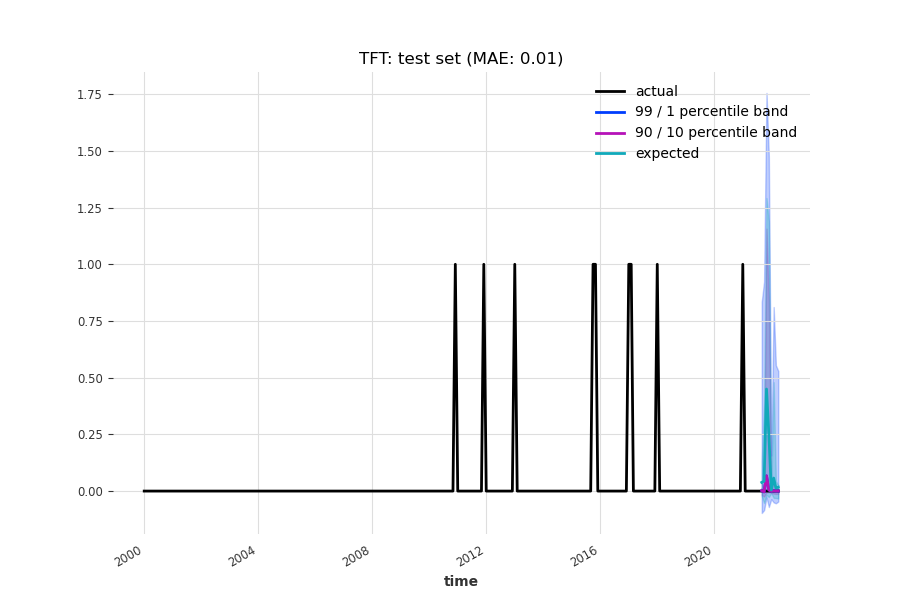 TFT: test set (MAE: 0.01)
actual
99 / 1 percentile band
90 / 10 percentile band
expected
1.75
1.50
1.25
1.00
0.75
0.50
0.25
0.00
2000
2004
2008
2012
2016
2020
time